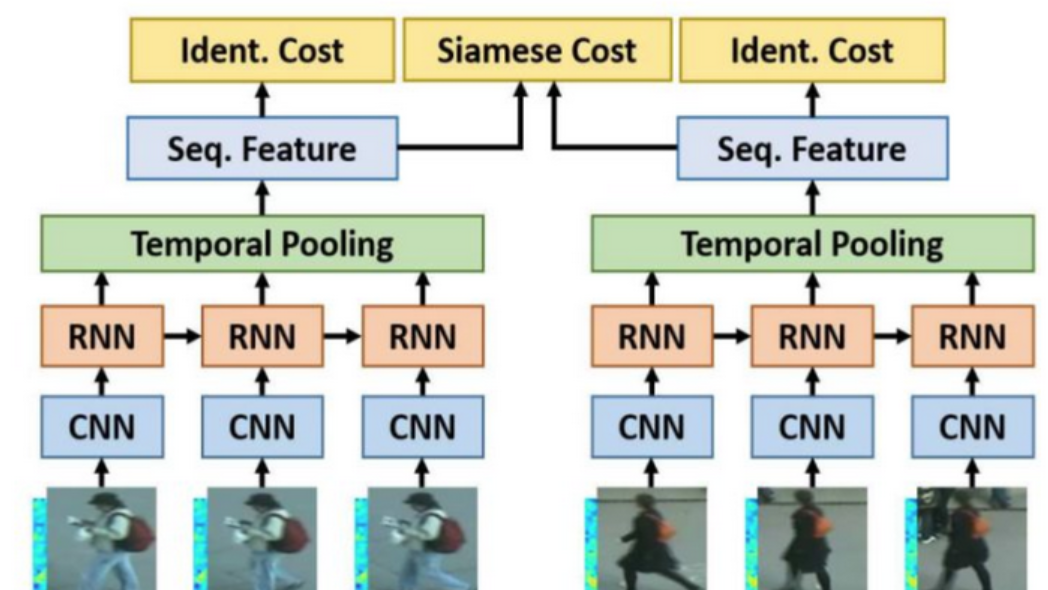 Ident. Cost Siamese Cost Ident. Cost
Seq. Feature Seq. Feature
Temporal Pooling Temporal Pooling
RNN RNN RNN RNN RNN RNN
CNN CNN CNN CNN CNN CNN